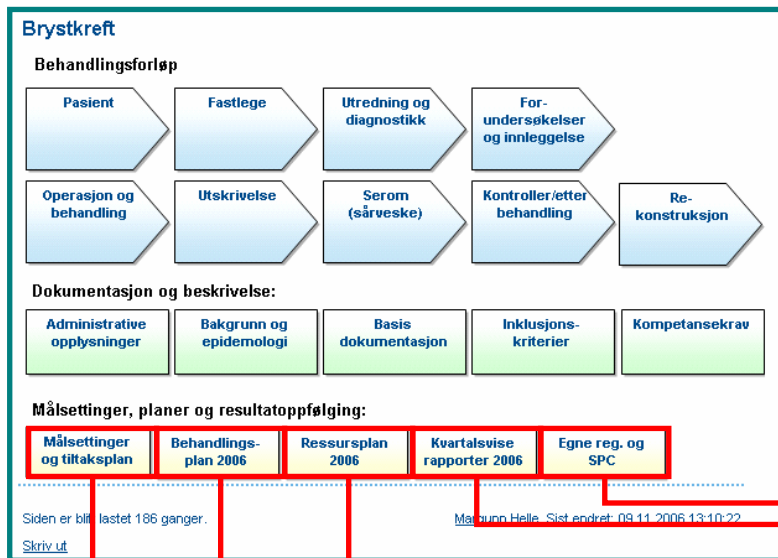 Brystkreft
Behandlingsforløp
Pasient
Fastlege
Utredning og
diagnostikk
For-
undersøkelser
og innleggelse
Operasjon og
behandling
Utskrivelse
Serom
(sårveske)
Kontroller/etter
behandling
Re-
konstruksjon
Dokumentasjon og beskrivelse:
Administrative
opplysninger
Bakgrunn og
epidemologi
Basis
dokumentasjon
Inklusjons-
kriterier
Kompetansekrav
Målsettinger, planer og resultatoppfølging:
Målsettinger
og tiltaksplan
Behandlings-
plan 2006
Ressursplan
2006
Kvartalsvise
rapporter 2006
Egne reg. og
SPC
Siden er blitt lastet 186 ganger.
Margunn Helle. Sist endret: 09.11.2006 13:10:22
Skriv ut